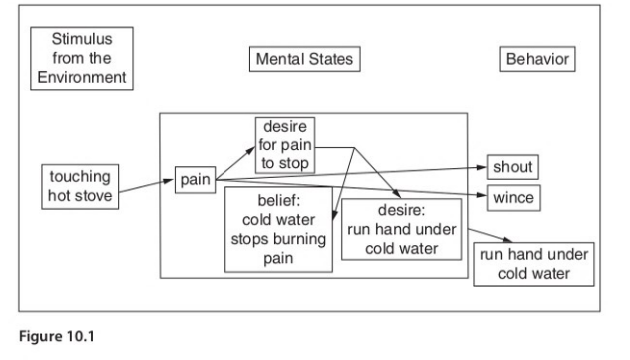 Stimulus
from the
Environment
Mental States
Behavior
desire
for pain
to stop
touching
hot stove
pain
shout
wince
belief:
cold water
stops burning
pain
desire:
run hand under
cold water
run hand under
cold water
Figure 10.1